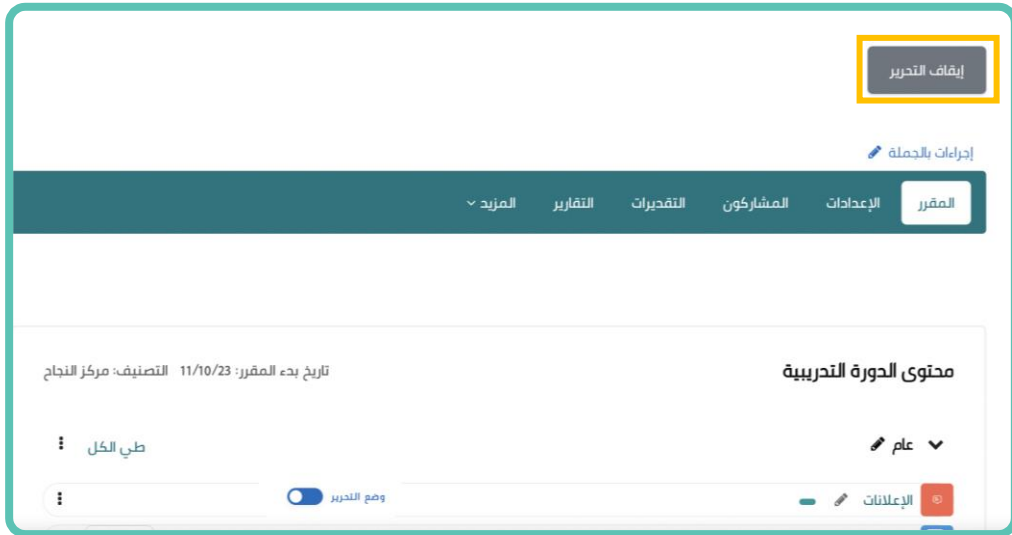 إيقاف التحرير
إجراءات بالجملة
المقرر الإعدادات المشاركون التقديرات التقارير المزيد
محتوى الدورة التدريبية
تاريخ بدء المقرر: 11/10/23 التصنيف: مركز النجاح
عام
طي الكل
الإعلانات
وضع التحرير